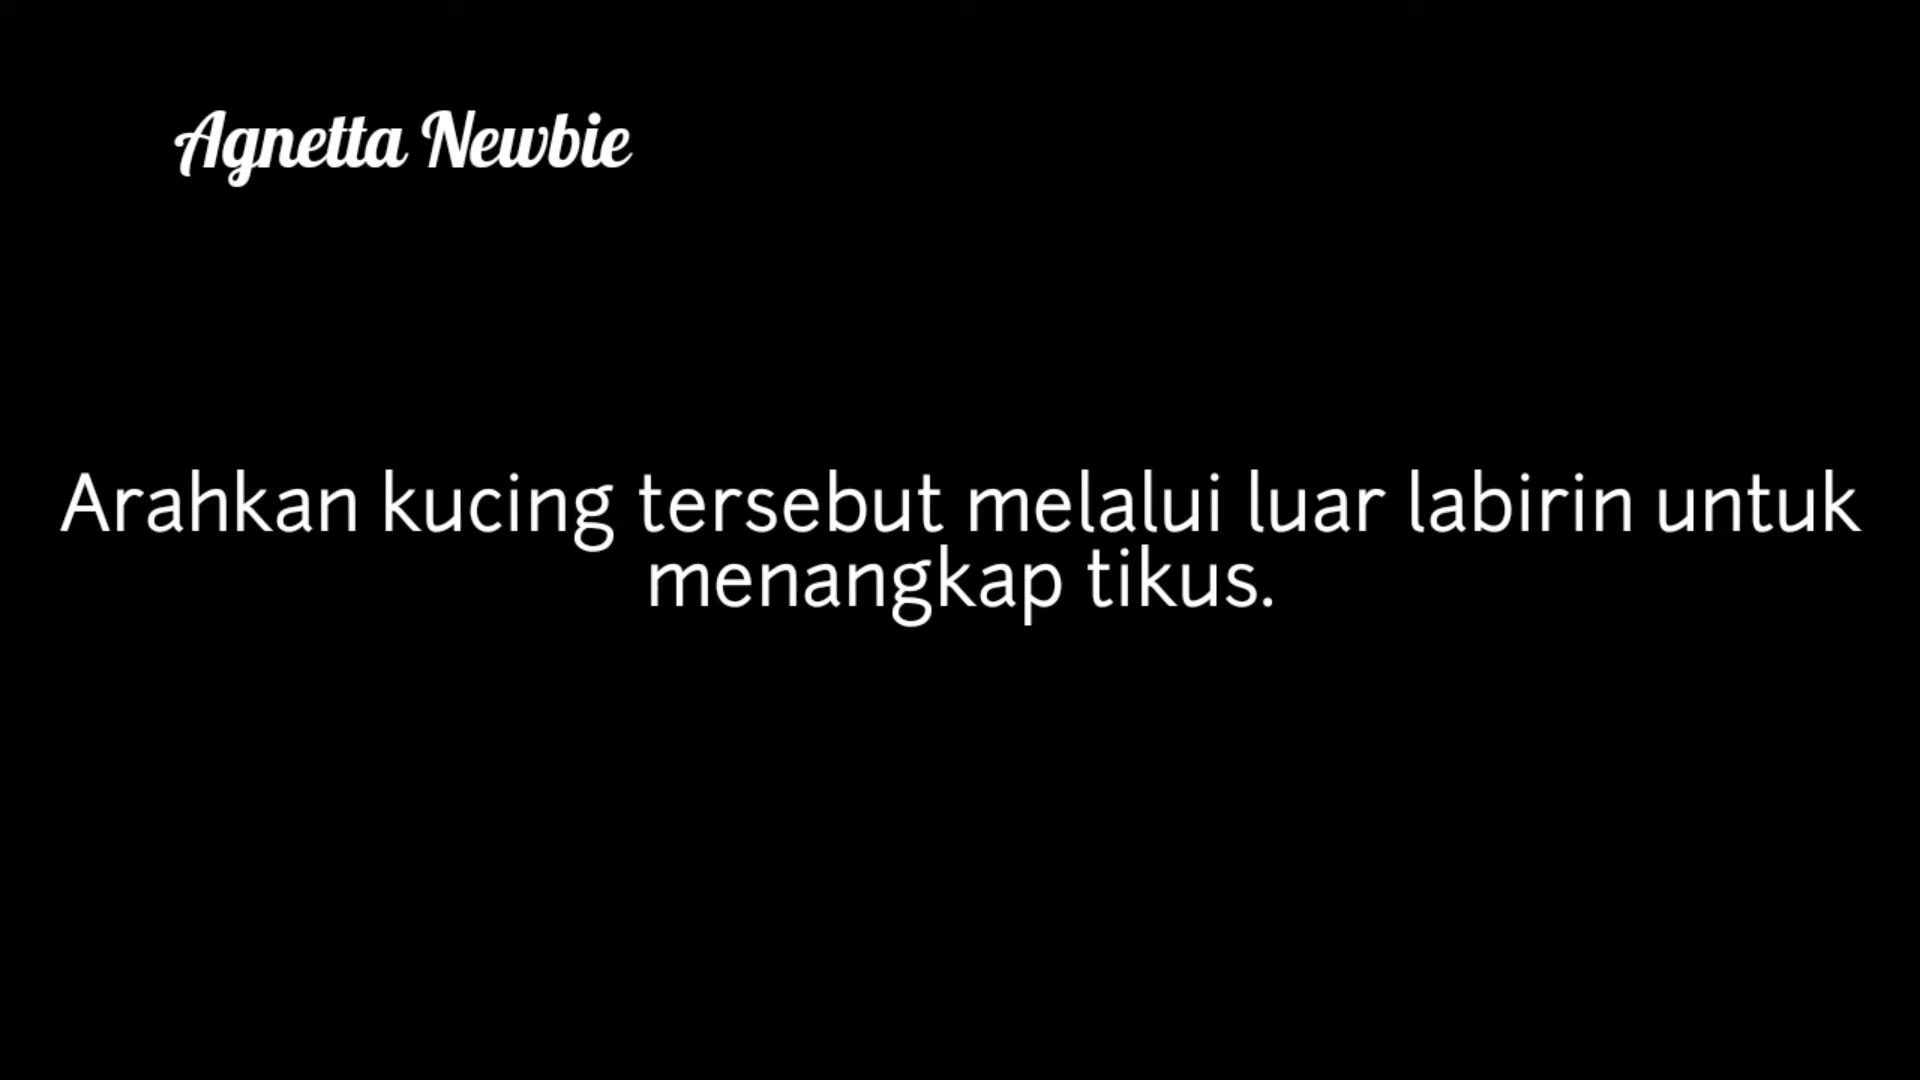 Agnetta Newbie
Arahkan kucing tersebut melalui luar labirin untuk
menangkap tikus.